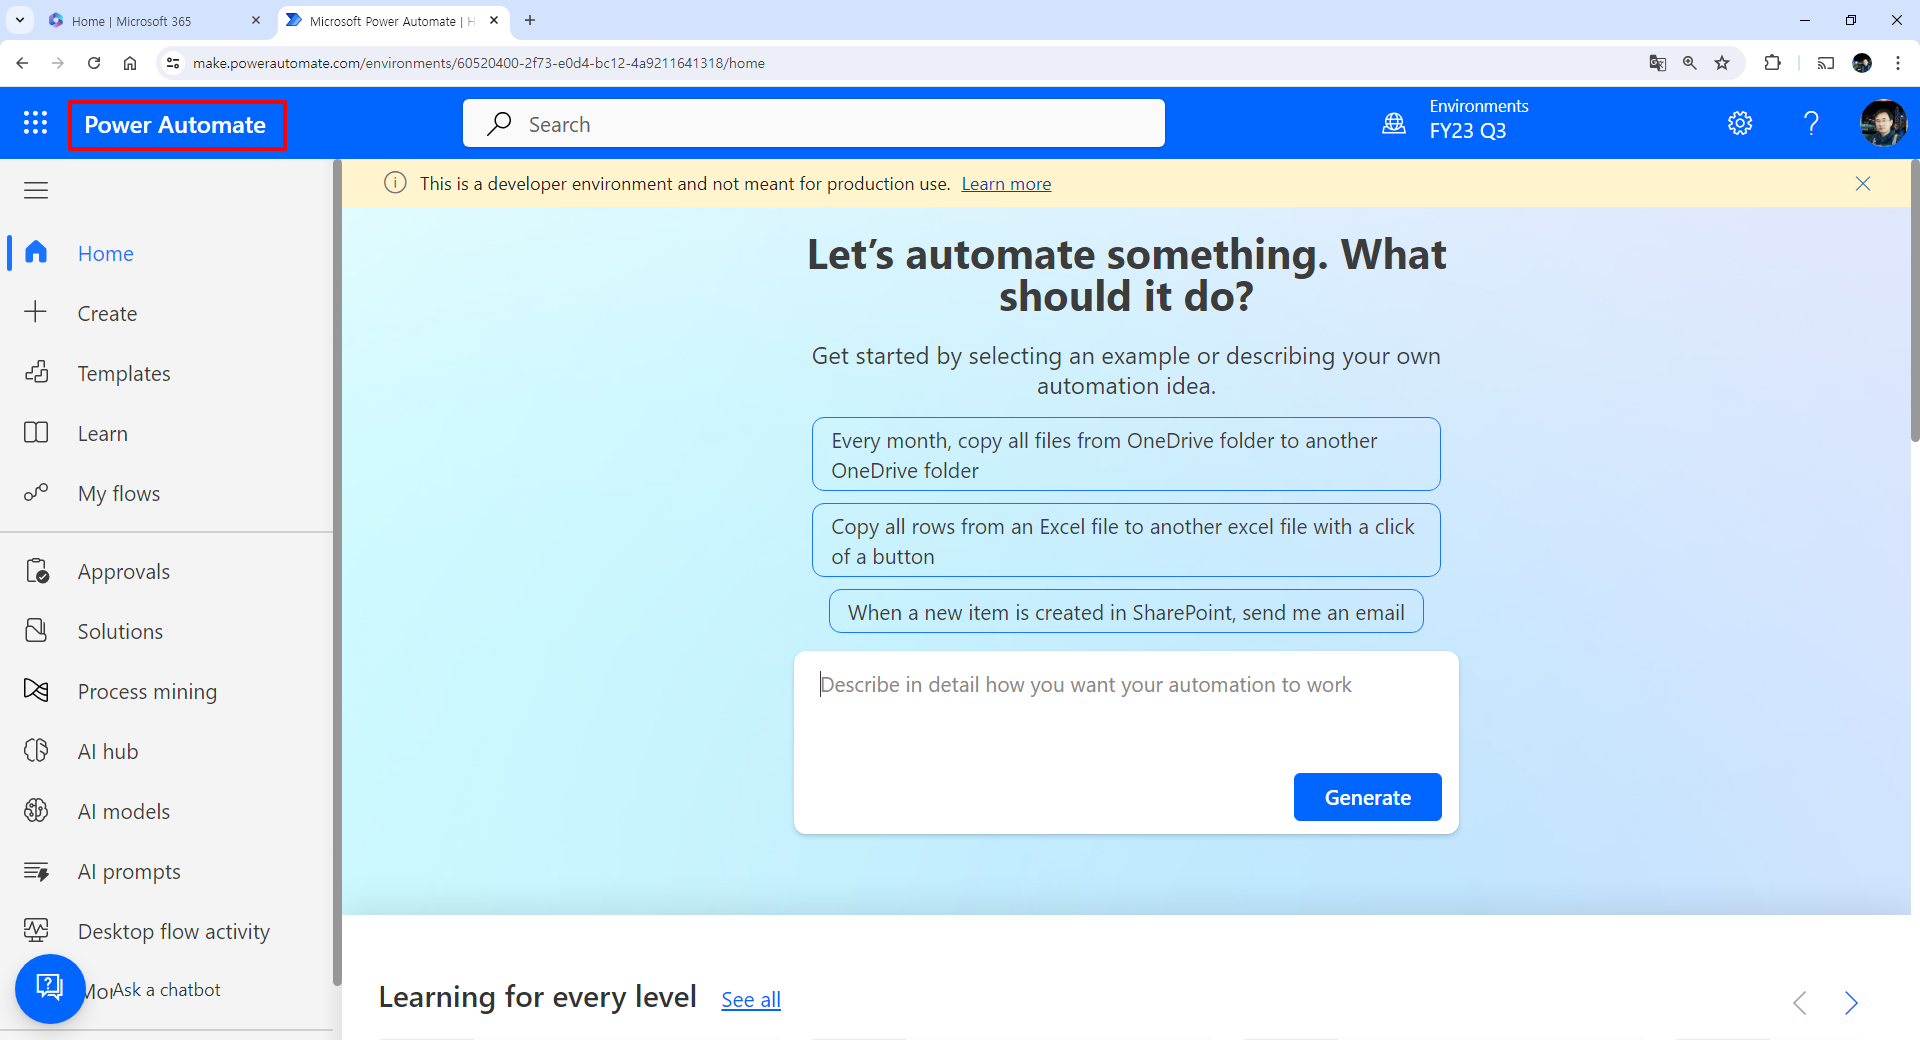 Home | Microsoft 365
Microsoft Power Automate | H
make.powerautomate.com/environments/60520400-2f73-e0d4-bc12-4a9211641318/home
Power Automate
Search
Environments
FY23 Q3
This is a developer environment and not meant for production use. Learn more
Home
Create
Templates
Learn
My flows
Approvals
Solutions
Process mining
AI hub
AI models
AI prompts
Desktop flow activity
Mor
Ask a chatbot
Let's automate something. What
should it do?
Get started by selecting an example or describing your own
automation idea.
Every month, copy all files from OneDrive folder to another
OneDrive folder
Copy all rows from an Excel file to another excel file with a click
of a button
When a new item is created in SharePoint, send me an email
Describe in detail how you want your automation to work
Generate
Learning for every level See all